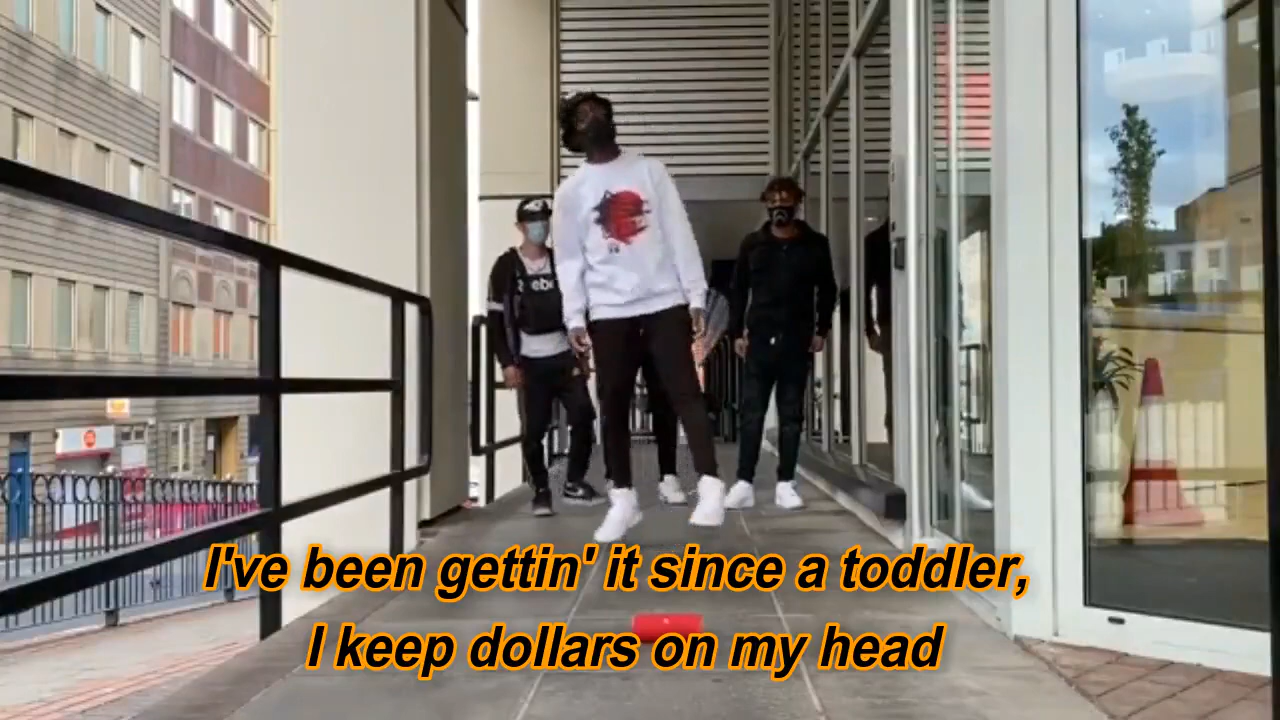 I've been gettin' it since a toddler,
I keep dollars on my head